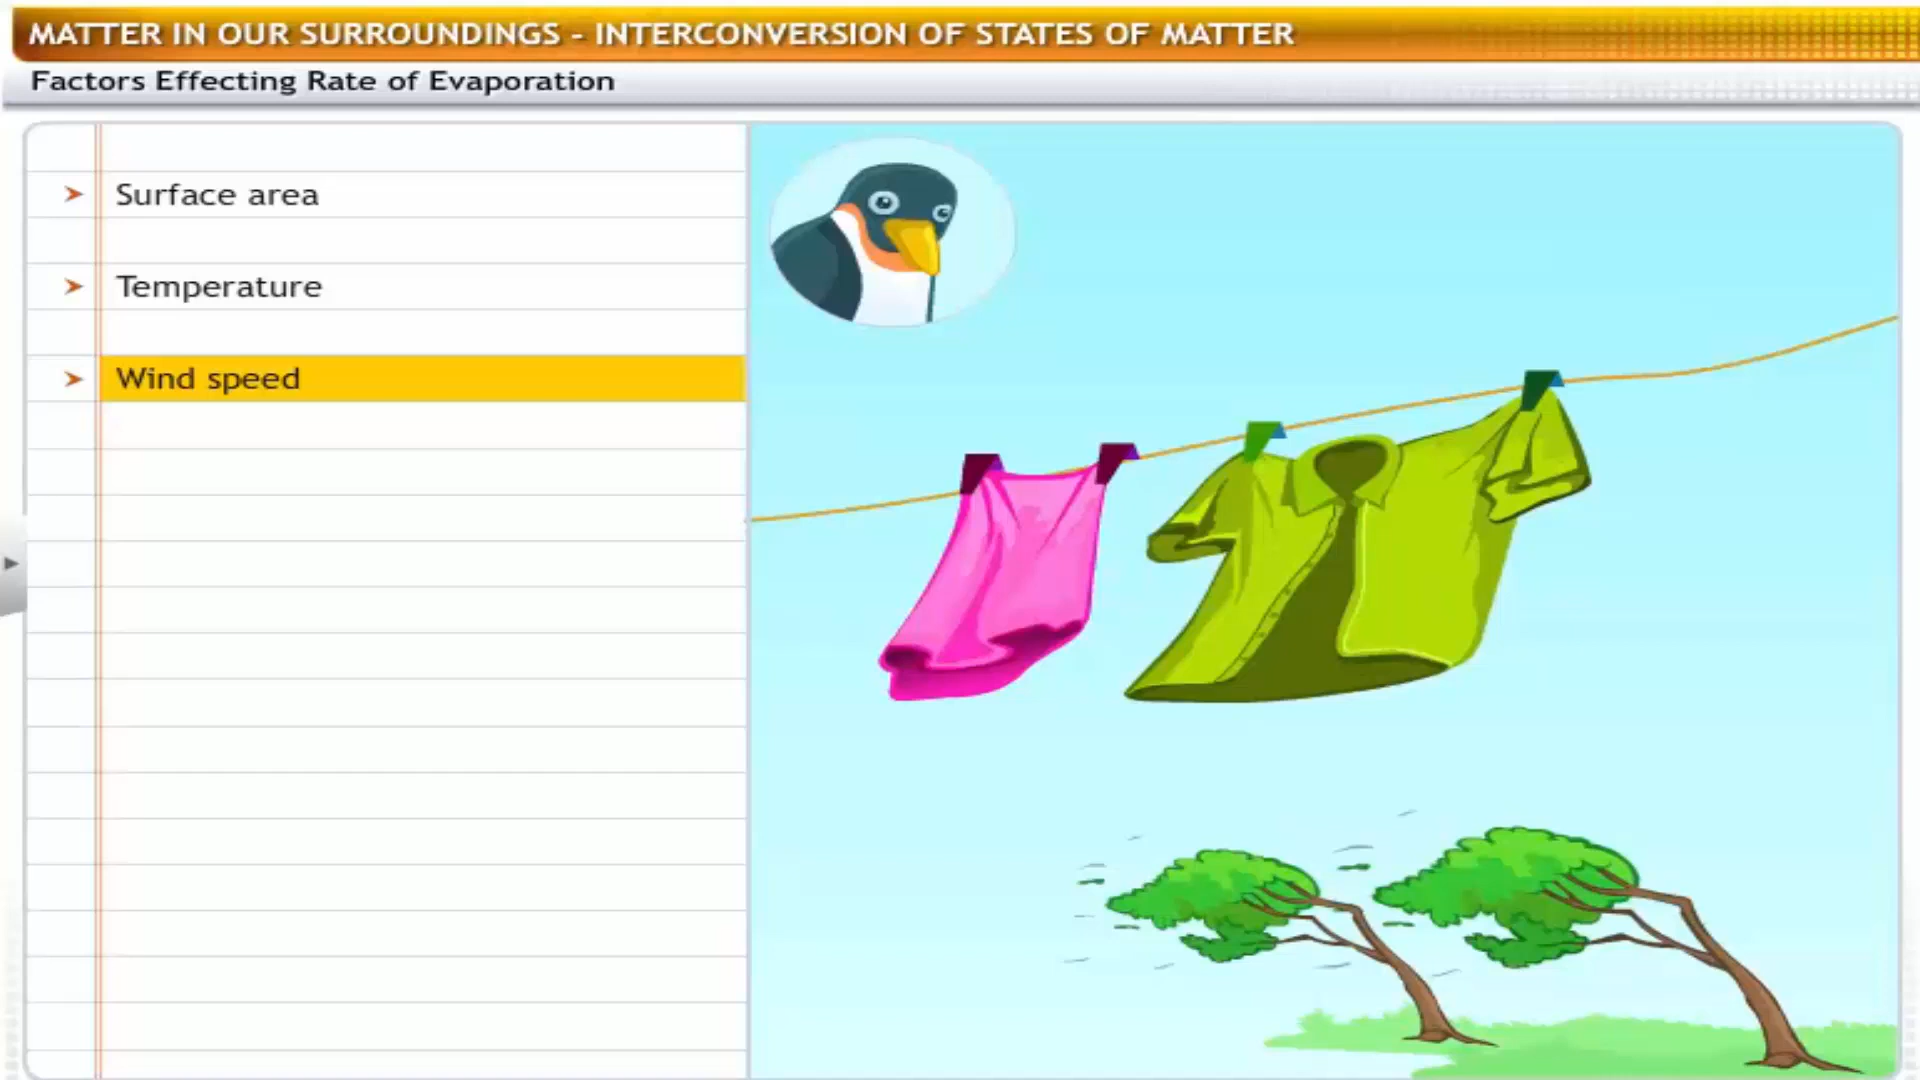 MATTER IN OUR SURROUNDINGS - INTERCONVERSION OF STATES OF MATTER
Factors Effecting Rate of Evaporation
Surface area
Temperature
Wind speed